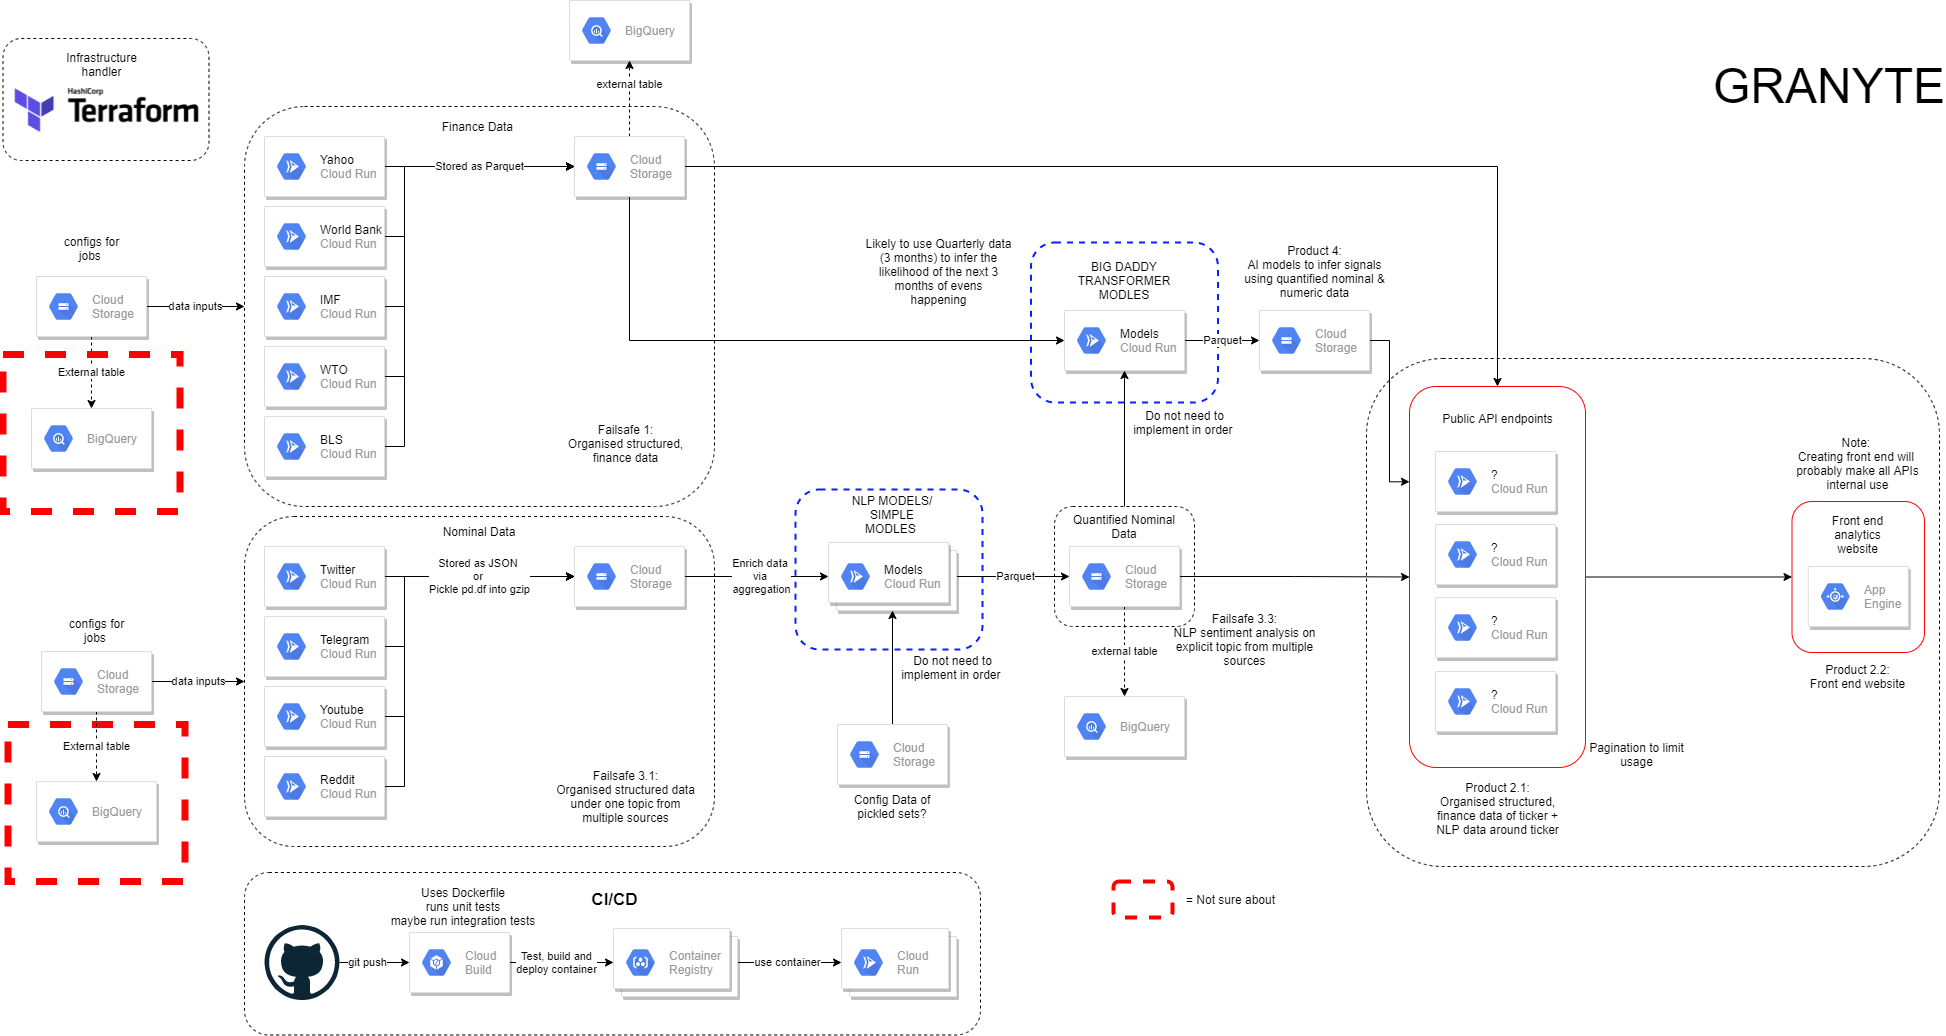 GRANYTE
Infrastructure
handler
HashiCorp
Terraform
BigQuery
external table
Finance Data
Yahoo
Cloud Run
World Bank
Cloud Run
IMF
Cloud Run
WTO
Cloud Run
BLS
Cloud Run
Stored as Parquet
Cloud
Storage
Failsafe 1:
Organised structured,
finance data
configs for
jobs
Cloud
Storage
data inputs
External table
BigQuery
Nominal Data
Twitter
Cloud Run
Telegram
Cloud Run
Youtube
Cloud Run
Reddit
Cloud Run
Stored as JSON
or
Pickle pd.df into gzip
Cloud
Storage
Failsafe 3.1:
Organised structured data
under one topic from
multiple sources
configs for
jobs
Cloud
Storage
data inputs
External table
BigQuery
Enrich data
via
aggregation
NLP MODELS/
SIMPLE
MODLES
Models
Cloud Run
Do not need to
implement in order
Cloud
Storage
Config Data of
pickled sets?
Parquet
Quantified Nominal
Data
Cloud
Storage
external table
BigQuery
Failsafe 3.3:
NLP sentiment analysis on
explicit topic from multiple
sources
Likely to use Quarterly data
(3 months) to infer the
likelihood of the next 3
months of evens
happening
BIG DADDY
TRANSFORMER
MODLES
Models
Cloud Run
Do not need to
implement in order
Parquet
Product 4:
AI models to infer signals
using quantified nominal &
numeric data
Cloud
Storage
Public API endpoints
?
Cloud Run
?
Cloud Run
?
Cloud Run
?
Cloud Run
Pagination to limit
usage
Product 2.1:
Organised structured,
finance data of ticker +
NLP data around ticker
Note:
Creating front end will
probably make all APIs
internal use
Front end
analytics
website
App
Engine
Product 2.2:
Front end website
CI/CD
git push
Uses Dockerfile
runs unit tests
maybe run integration tests
Cloud
Build
Test, build and
deploy container
Container
Registry
use container
Cloud
Run
= Not sure about